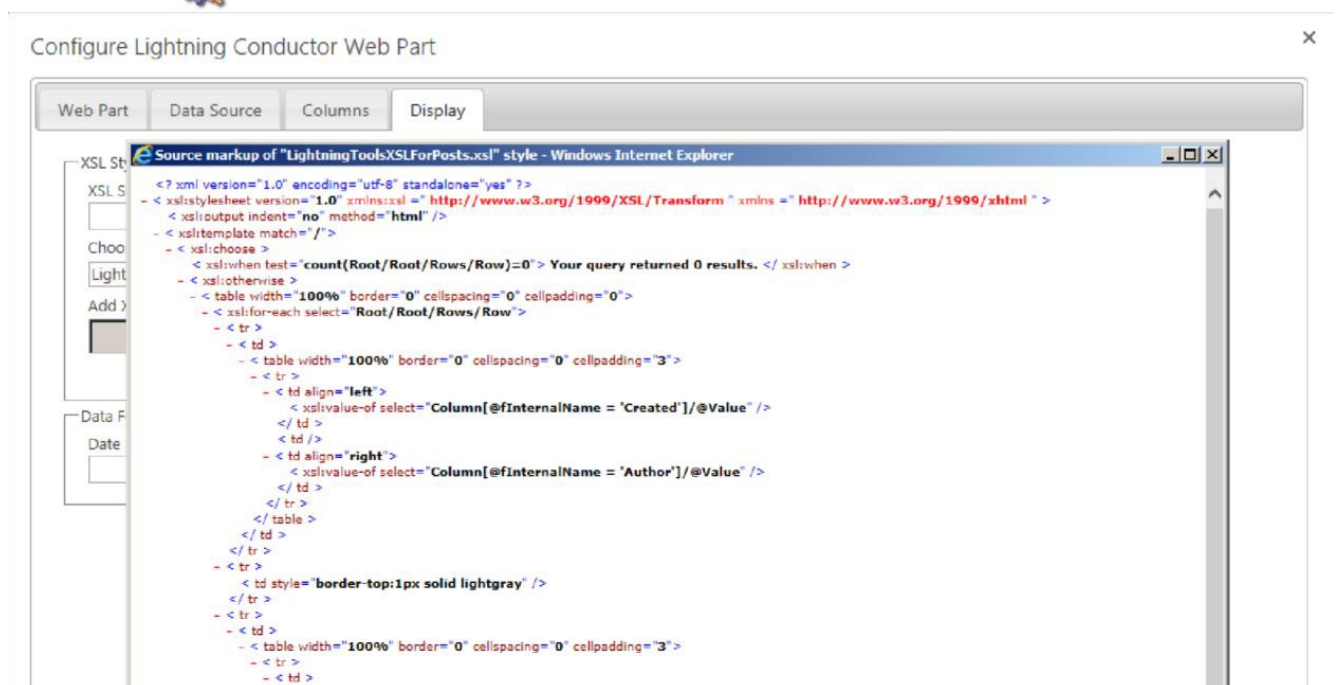 Configure Lightning Conductor Web Part ×
Web Part Data Source Columns Display
Source markup of "LightningToolsXSLForPosts.xsl" style - Windows Internet Explorer
XSL St
XSL S
Choo
Light
Add X
Data F
Date
<? xml version="1.0" encoding="utf-8" standalone="yes" ?>
- < xsl:stylesheet version="1.0" xmlns:xsl =" http://www.w3.org/1999/XSL/Transform " xmlns =" http://www.w3.org/1999/xhtml " >
< xsl:output indent="no" method="html" />
- < xsl:template match="/">
- < xsl:choose >
< xsl:when test="count(Root/Root/Rows/Row)=0"> Your query returned 0 results. </ xsl:when >
- < xsl:otherwise >
- < table width="100%" border="0" cellspacing="0" cellpadding="0">
- < xsl:for-each select="Root/Root/Rows/Row">
- < tr >
- < td >
- < table width="100%" border="0" cellspacing="0" cellpadding="3">
- < tr >
- < td align="left">
< xsl:value-of select="Column[@fInternalName = 'Created']/@Value" />
</ td >
< td />
- < td align="right">
< xsl:value-of select="Column[@fInternalName = 'Author']/@Value" />
</ td >
</ tr >
</ table >
</ td >
</ tr >
- < tr >
< td style="border-top:1px solid lightgray" />
</ tr >
- < tr >
- < td >
- < table width="100%" border="0" cellspacing="0" cellpadding="3">
- < tr >
- < td >